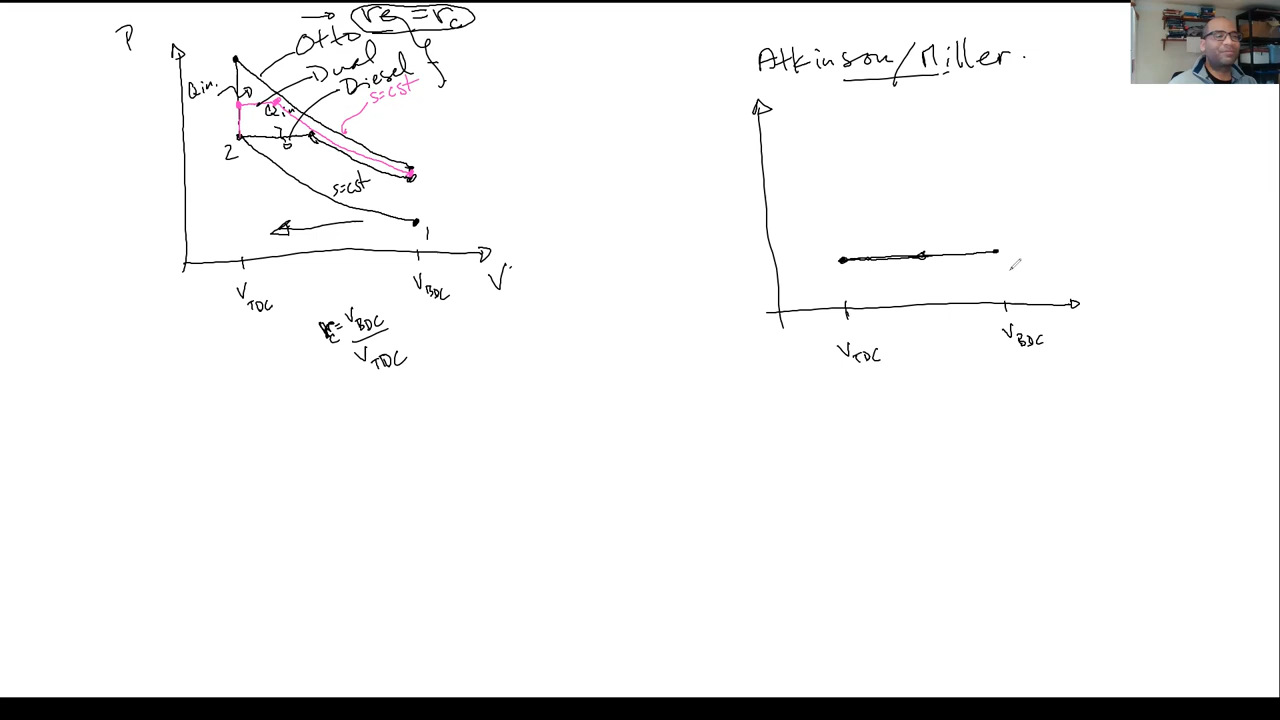 → re = rc
P
Otto
Dual
Diesel
Qin.
Qin
s=cst
2
s=cst
1
V
VTDC
VBDC
rc = VBDC
VTDC
Atkinson/Miller.
VTDC
VBDC